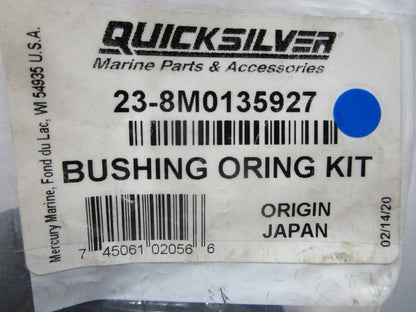 QUICKSILVER
Marine Parts & Accessories
23-8M0135927
BUSHING ORING KIT
7 45061 02056 6
ORIGIN
JAPAN
02/14/20
Mercury Marine, Fond du Lac, WI 54935 U.S.A.